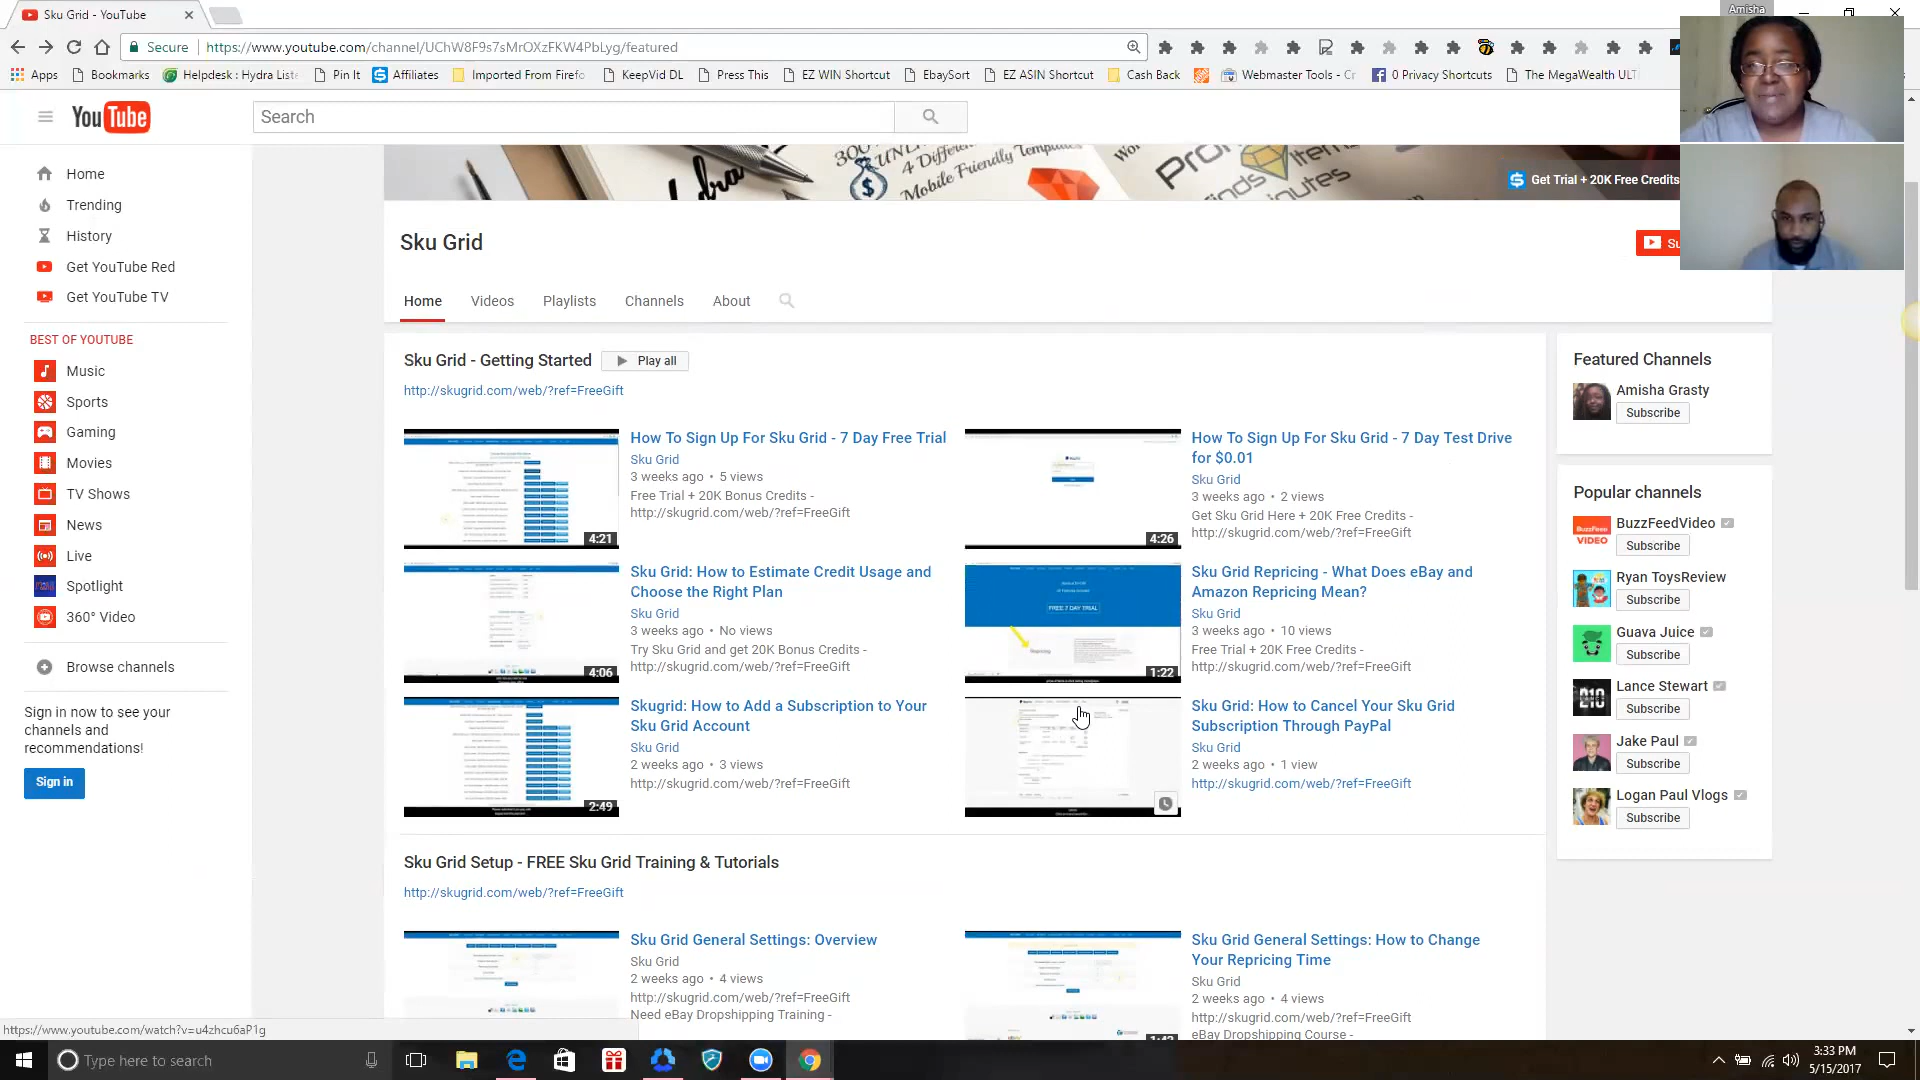 Sku Grid - YouTube
Amisha
Secure
https://www.youtube.com/channel/UChW8F9s7sMrOXzFKW4PbLyg/featured
Apps
Bookmarks
Helpdesk : Hydra Liste
Pin It
Affiliates
Imported From Firefo
KeepVid DL
Press This
EZ WIN Shortcut
EbaySort
EZ ASIN Shortcut
Cash Back
Webmaster Tools - Cr
0 Privacy Shortcuts
The MegaWealth ULT
YouTube
Search
4 Different
Mobile Friendly Templates
Items
Minutes
Get Trial + 20K Free Credits
Home
Trending
History
Get YouTube Red
Get YouTube TV
BEST OF YOUTUBE
Music
Sports
Gaming
Movies
TV Shows
News
Live
Spotlight
360° Video
Browse channels
Sign in now to see your
channels and
recommendations!
Sign in
Sku Grid
Su
Home
Videos
Playlists
Channels
About
Sku Grid - Getting Started
Play all
http://skugrid.com/web/?ref=FreeGift
4:21
How To Sign Up For Sku Grid - 7 Day Free Trial
Sku Grid
3 weeks ago • 5 views
Free Trial + 20K Bonus Credits -
http://skugrid.com/web/?ref=FreeGift
4:26
How To Sign Up For Sku Grid - 7 Day Test Drive
for $0.01
Sku Grid
3 weeks ago • 2 views
Get Sku Grid Here + 20K Free Credits -
http://skugrid.com/web/?ref=FreeGift
4:06
Sku Grid: How to Estimate Credit Usage and
Choose the Right Plan
Sku Grid
3 weeks ago • No views
Try Sku Grid and get 20K Bonus Credits -
http://skugrid.com/web/?ref=FreeGift
FREE 7 DAY TRIAL
Repricing
1:22
Sku Grid Repricing - What Does eBay and
Amazon Repricing Mean?
Sku Grid
3 weeks ago • 10 views
Free Trial + 20K Free Credits -
http://skugrid.com/web/?ref=FreeGift
2:49
Skugrid: How to Add a Subscription to Your
Sku Grid Account
Sku Grid
2 weeks ago • 3 views
http://skugrid.com/web/?ref=FreeGift
Sku Grid: How to Cancel Your Sku Grid
Subscription Through PayPal
Sku Grid
2 weeks ago • 1 view
http://skugrid.com/web/?ref=FreeGift
Sku Grid Setup - FREE Sku Grid Training & Tutorials
http://skugrid.com/web/?ref=FreeGift
Sku Grid General Settings: Overview
Sku Grid
2 weeks ago • 4 views
http://skugrid.com/web/?ref=FreeGift
Need eBay Dropshipping Training -
1:43
Sku Grid General Settings: How to Change
Your Repricing Time
Sku Grid
2 weeks ago • 4 views
http://skugrid.com/web/?ref=FreeGift
eBay Dropshipping Course -
Featured Channels
Amisha Grasty
Subscribe
Popular channels
BuzzFeed
VIDEO
BuzzFeedVideo
Subscribe
Ryan ToysReview
Subscribe
Guava Juice
Subscribe
Lance Stewart
Subscribe
Jake Paul
Subscribe
Logan Paul Vlogs
Subscribe
https://www.youtube.com/watch?v=u4zhcu6aP1g
Type here to search
3:33 PM
5/15/2017